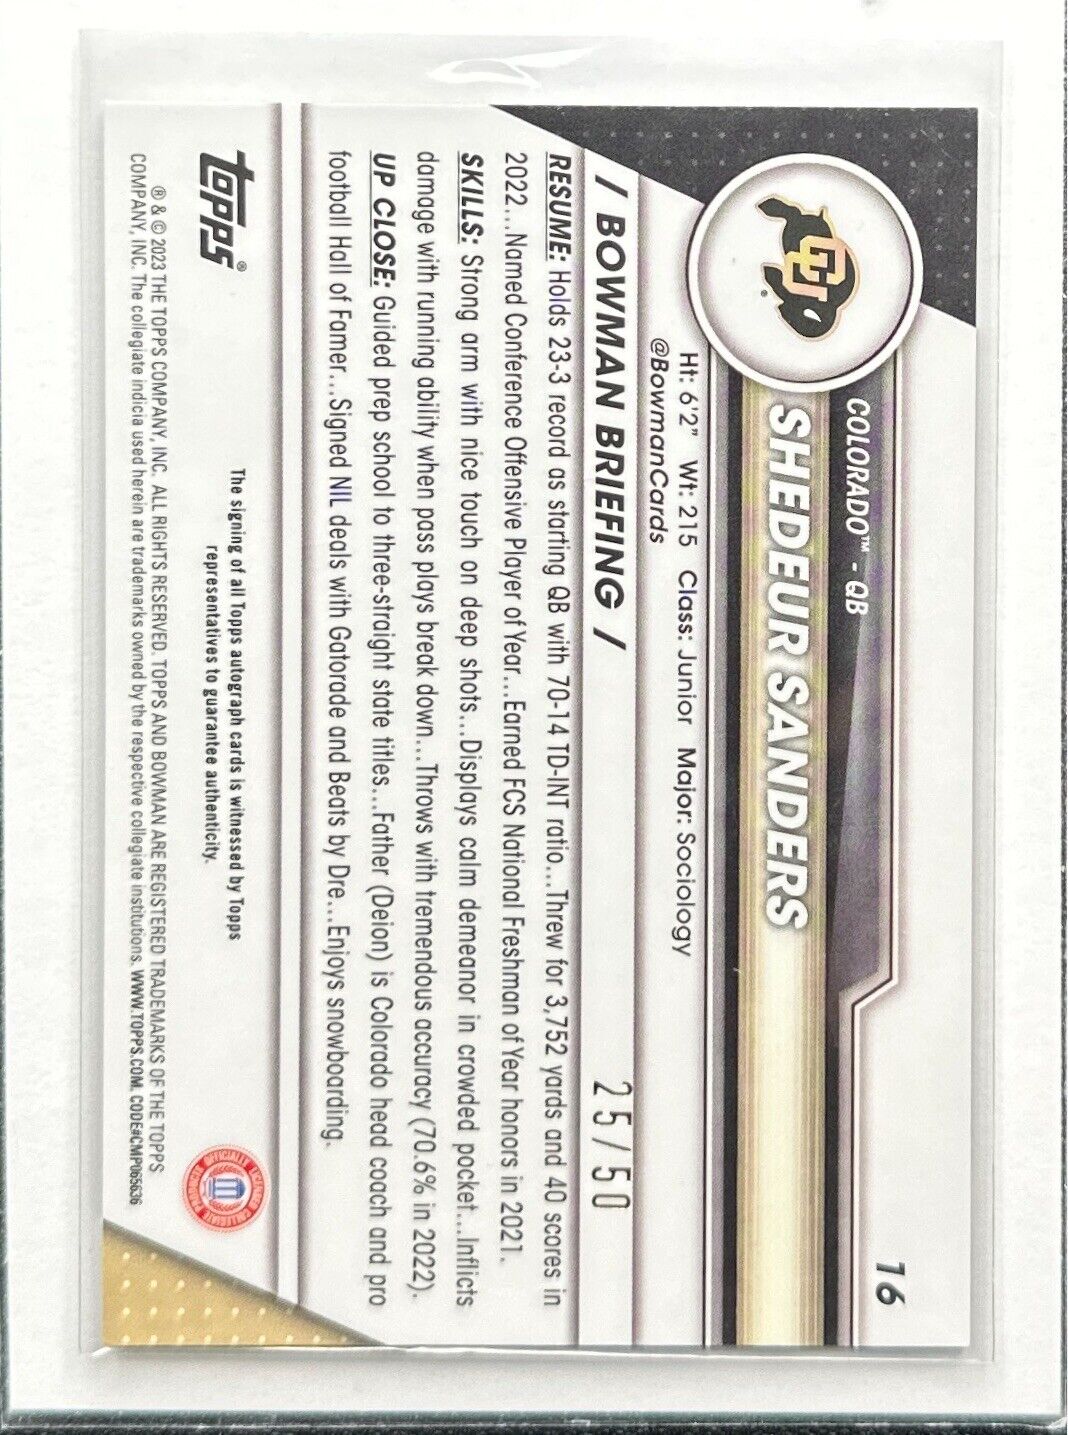 16
COLORADO™ - QB
SHEDEUR SANDERS
CU
®
Ht: 6'2" Wt: 215 Class: Junior Major: Sociology
@BowmanCards
/ BOWMAN BRIEFING /
25/50
RESUME: Holds 23-3 record as starting QB with 70-14 TD-INT ratio...Threw for 3,752 yards and 40 scores in
2022...Named Conference Offensive Player of Year...Earned FCS National Freshman of Year honors in 2021.
SKILLS: Strong arm with nice touch on deep shots...Displays calm demeanor in crowded pocket...Inflicts
damage with running ability when pass plays break down...Throws with tremendous accuracy (70.6% in 2022).
UP CLOSE: Guided prep school to three-straight state titles...Father (Deion) is Colorado head coach and pro
football Hall of Famer...Signed NIL deals with Gatorade and Beats by Dre...Enjoys snowboarding.
topps®
The signing of all Topps autograph cards is witnessed by Topps
representatives to guarantee authenticity.
OFFICIALLY LICENSED COLLEGIATE PRODUCTS
® & © 2023 THE TOPPS COMPANY, INC. ALL RIGHTS RESERVED. TOPPS AND BOWMAN ARE REGISTERED TRADEMARKS OF THE TOPPS
COMPANY, INC. The collegiate indicia used herein are trademarks owned by the respective collegiate institutions. WWW.TOPPS.COM. CODE#CMP065636